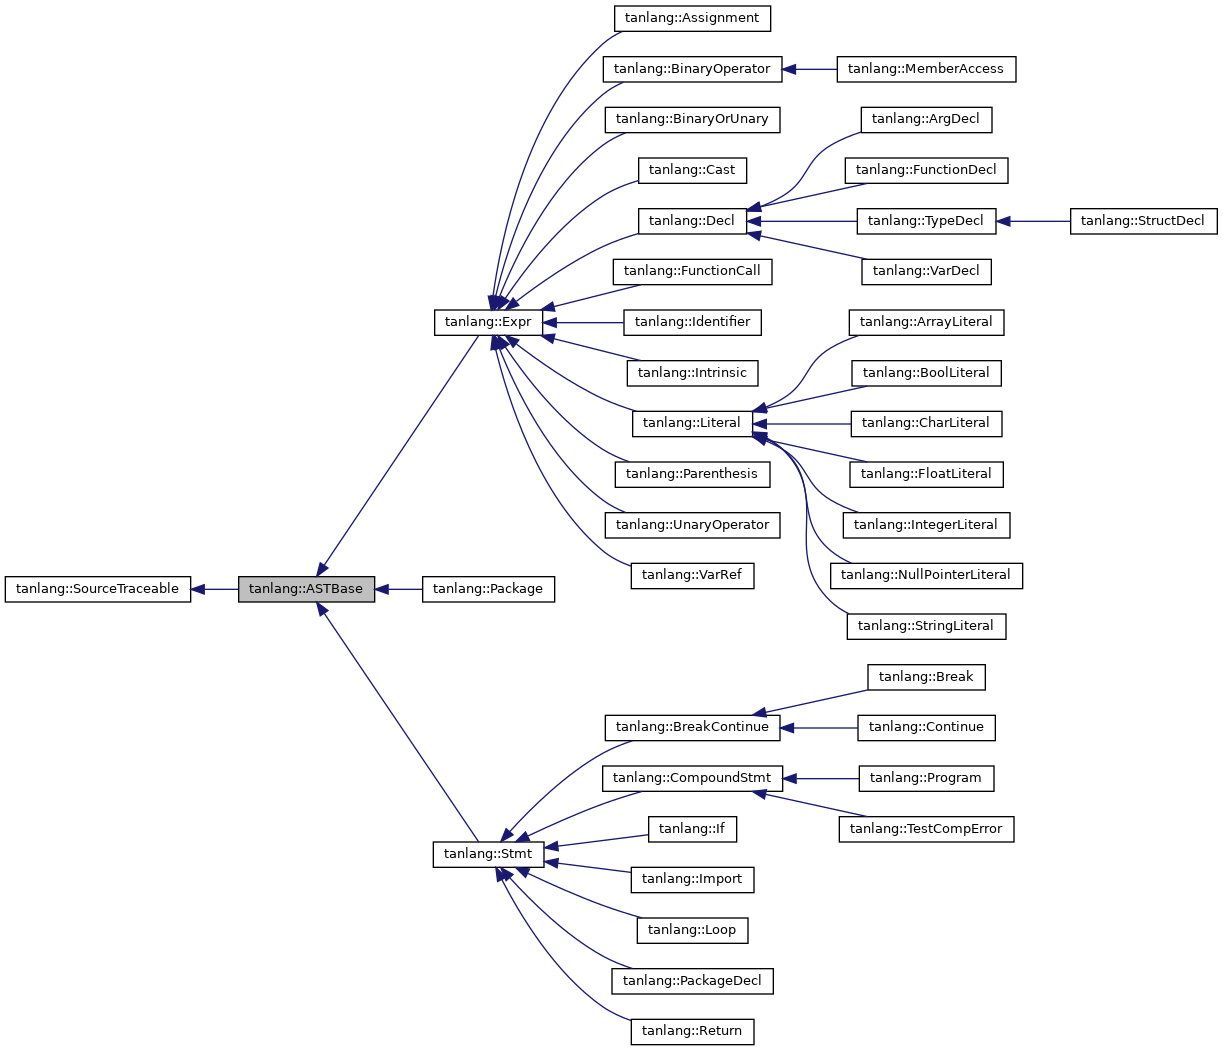 tanlang::Assignment
tanlang::BinaryOperator
tanlang::MemberAccess
tanlang::BinaryOrUnary
tanlang::ArgDecl
tanlang::Cast
tanlang::FunctionDecl
tanlang::Decl
tanlang::TypeDecl
tanlang::StructDecl
tanlang::FunctionCall
tanlang::VarDecl
tanlang::Expr
tanlang::Identifier
tanlang::ArrayLiteral
tanlang::Intrinsic
tanlang::BoolLiteral
tanlang::Literal
tanlang::CharLiteral
tanlang::Parenthesis
tanlang::FloatLiteral
tanlang::UnaryOperator
tanlang::IntegerLiteral
tanlang::VarRef
tanlang::NullPointerLiteral
tanlang::SourceTraceable
tanlang::ASTBase
tanlang::Package
tanlang::StringLiteral
tanlang::Break
tanlang::BreakContinue
tanlang::Continue
tanlang::CompoundStmt
tanlang::Program
tanlang::If
tanlang::TestCompError
tanlang::Stmt
tanlang::Import
tanlang::Loop
tanlang::PackageDecl
tanlang::Return